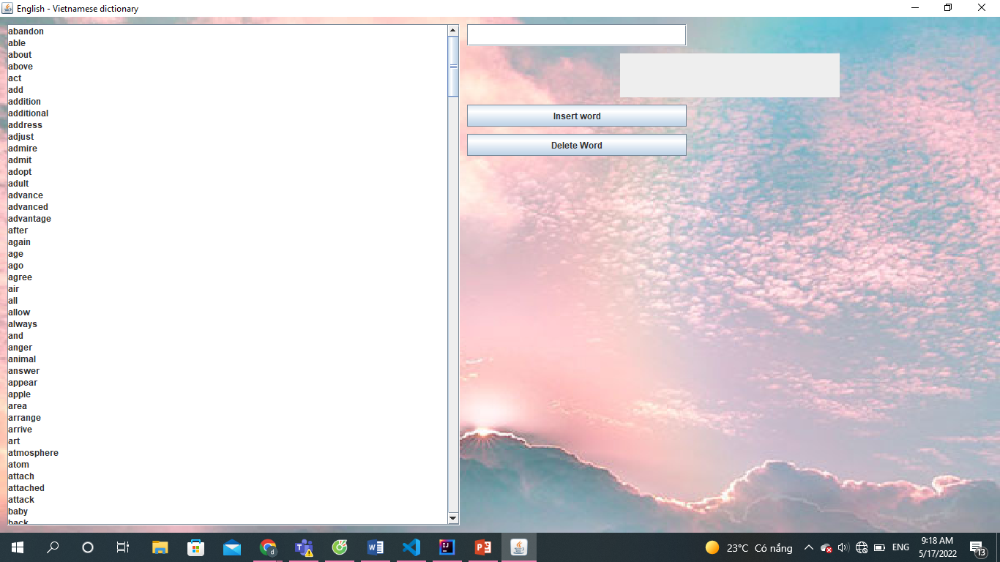 English - Vietnamese dictionary
abandon
able
about
above
act
add
addition
additional
address
adjust
admire
admit
adopt
adult
advance
advanced
advantage
after
again
age
ago
agree
air
all
allow
always
and
anger
animal
answer
appear
apple
area
arrange
arrive
art
atmosphere
atom
attach
attached
attack
baby
back
Insert word
Delete Word
23°C Có nắng
ENG
9:18 AM
5/17/2022
13